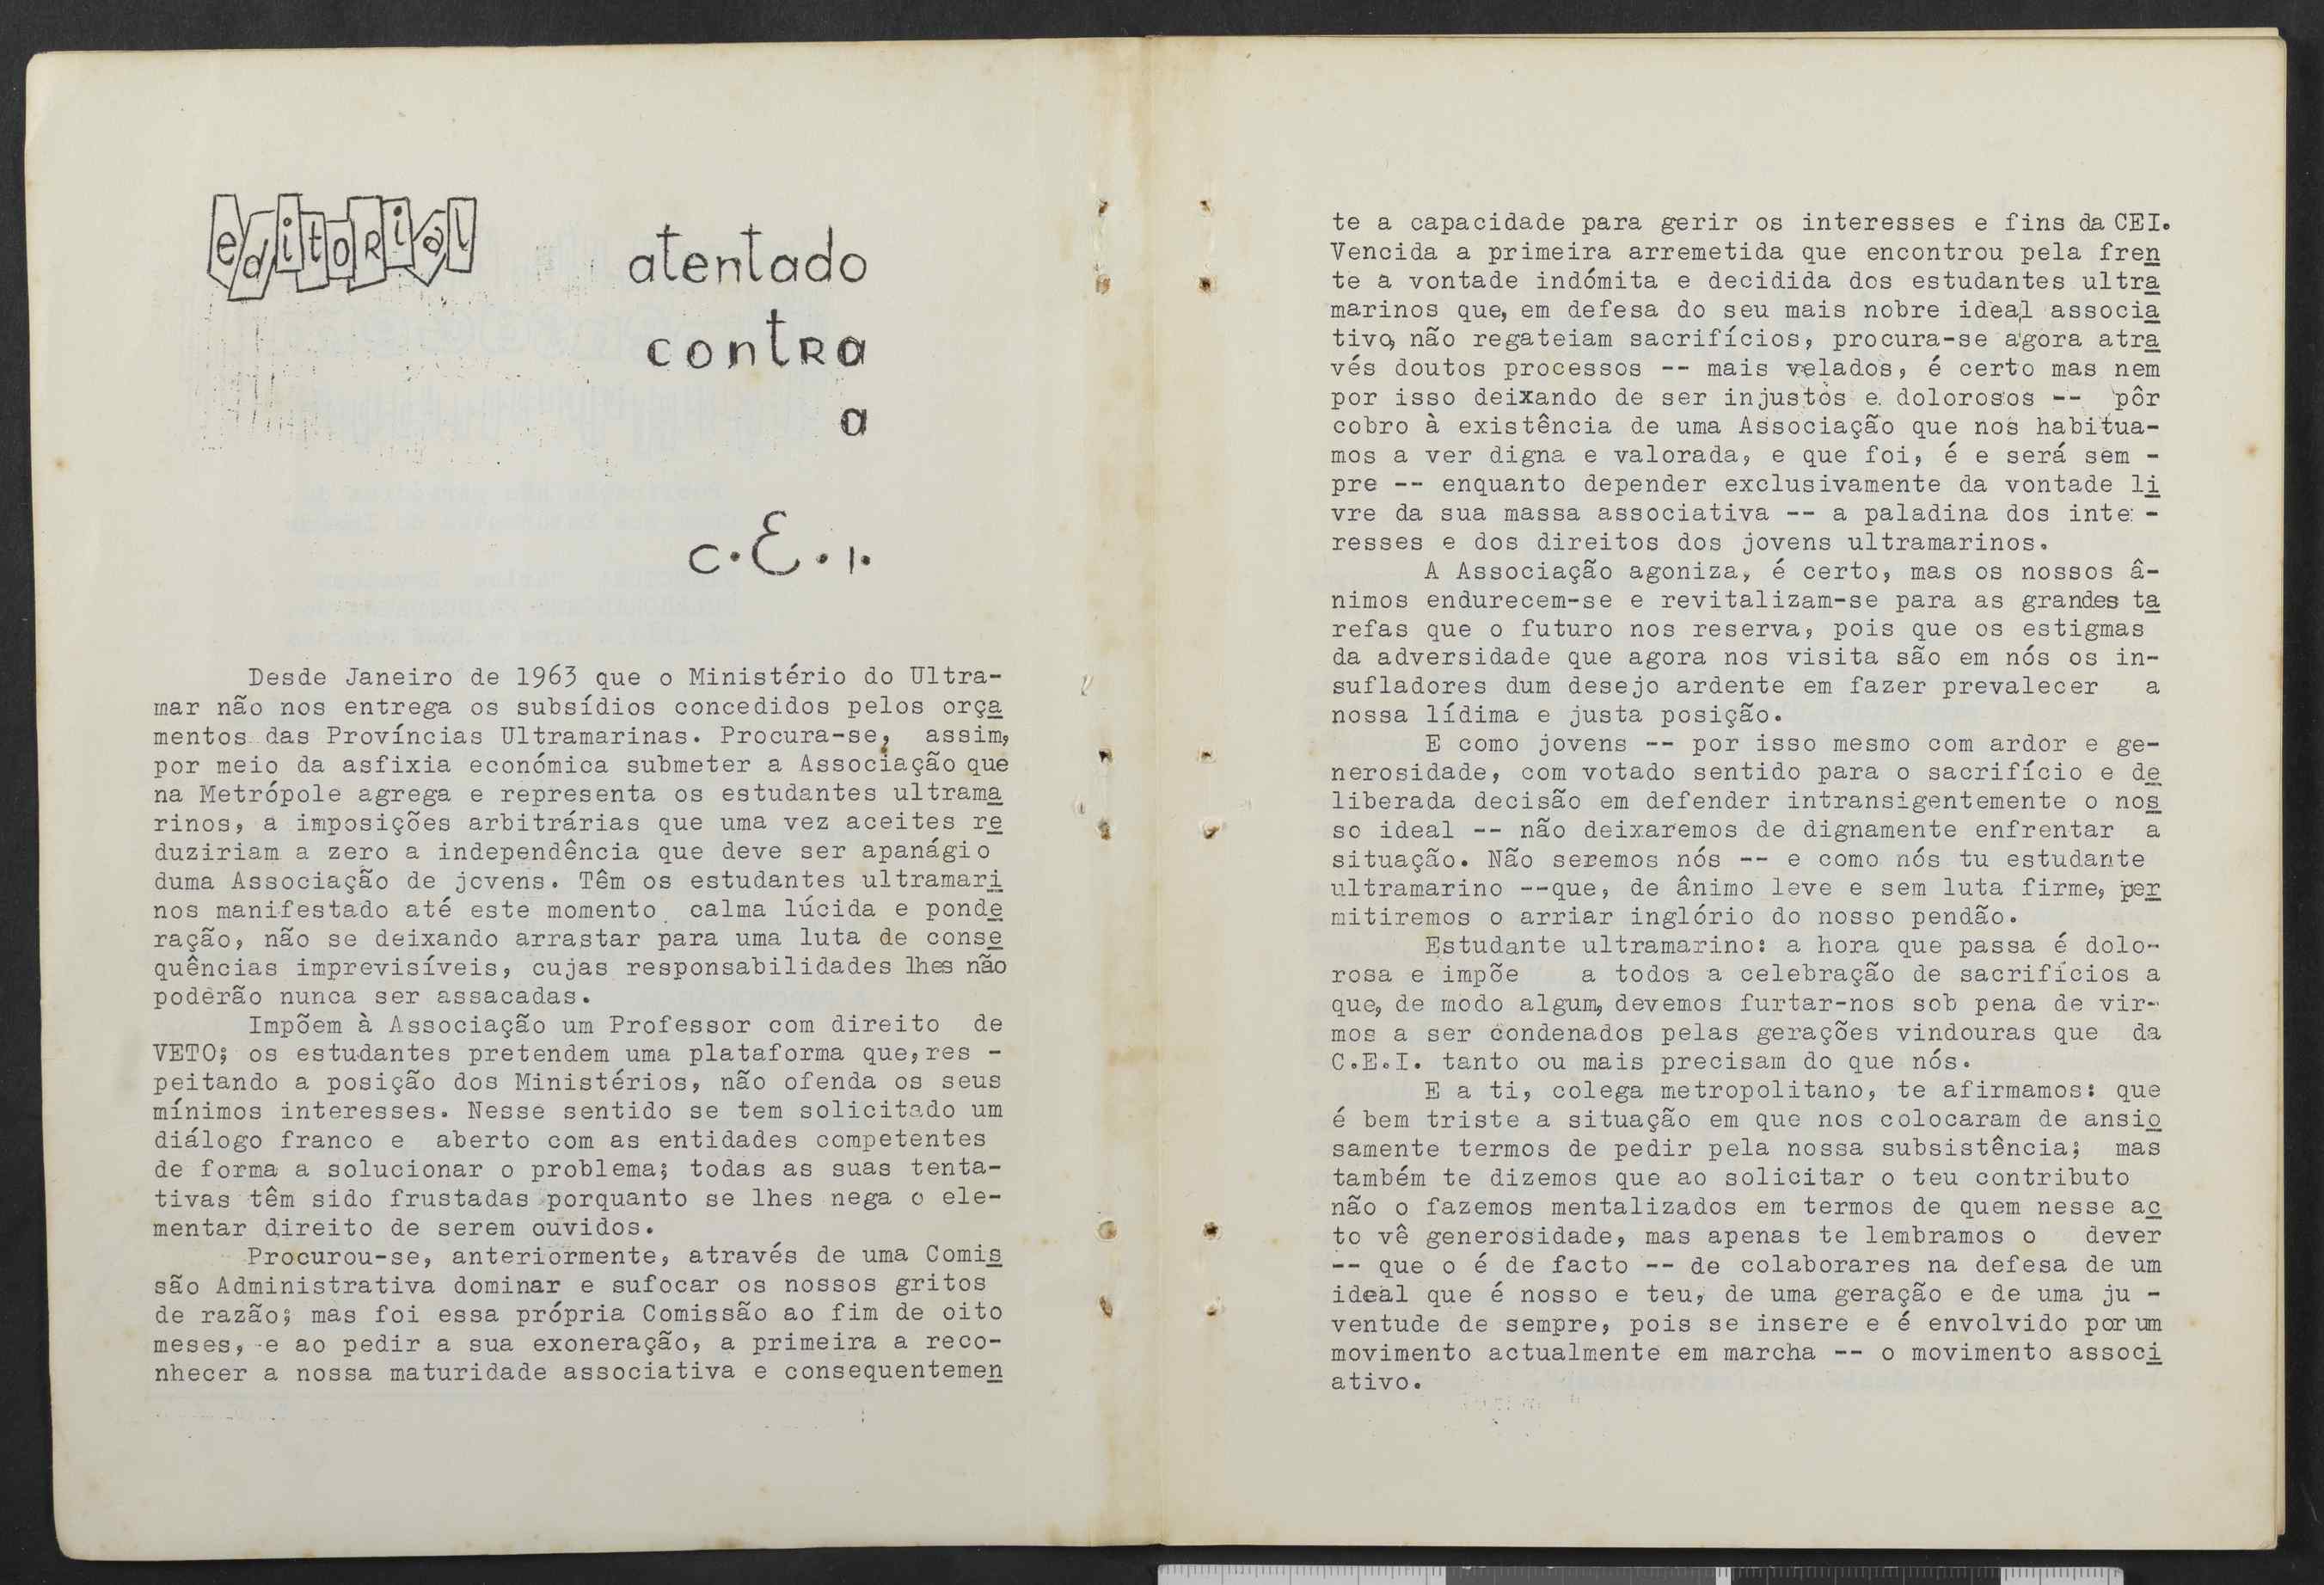 editorial
atentado
contra
a
C.E.I.
Desde Janeiro de 1963 que o Ministério do Ultra-
mar não nos entrega os subsídios concedidos pelos orça
mentos das Províncias Ultramarinas. Procura-se, assim,
por meio da asfixia económica submeter a Associação que
na Metrópole agrega e representa os estudantes ultrama
rinos, a imposições arbitrárias que uma vez aceites re
duziriam a zero a independência que deve ser apanágio
duma Associação de jovens. Têm os estudantes ultramari
nos manifestado até este momento calma lúcida e ponde
ração, não se deixando arrastar para uma luta de conse
quências imprevisíveis, cujas responsabilidades lhes não
poderão nunca ser assacadas.
Impõem à Associação um Professor com direito de
VETO; os estudantes pretendem uma plataforma que, res -
peitando a posição dos Ministérios, não ofenda os seus
mínimos interesses. Nesse sentido se tem solicitado um
diálogo franco e aberto com as entidades competentes
de forma a solucionar o problema; todas as suas tenta-
tivas têm sido frustadas porquanto se lhes nega o ele-
mentar direito de serem ouvidos.
Procurou-se, anteriormente, através de uma Comis
são Administrativa dominar e sufocar os nossos gritos
de razão; mas foi essa própria Comissão ao fim de oito
meses, e ao pedir a sua exoneração, a primeira a reco-
nhecer a nossa maturidade associativa e consequentemen
te a capacidade para gerir os interesses e fins da CEI.
Vencida a primeira arremetida que encontrou pela fren
te a vontade indómita e decidida dos estudantes ultra
marinos que, em defesa do seu mais nobre ideal associa
tivo, não regateiam sacrifícios, procura-se agora atra
vés doutos processos -- mais velados, é certo mas nem
por isso deixando de ser injustos e dolorosos -- pôr
cobro à existência de uma Associação que nos habitua-
mos a ver digna e valorada, e que foi, é e será sem -
pre -- enquanto depender exclusivamente da vontade li
vre da sua massa associativa -- a paladina dos inte -
resses e dos direitos dos jovens ultramarinos.
A Associação agoniza, é certo, mas os nossos â-
nimos endurecem-se e revitalizam-se para as grandes ta
refas que o futuro nos reserva, pois que os estigmas
da adversidade que agora nos visita são em nós os in-
sufladores dum desejo ardente em fazer prevalecer a
nossa lídima e justa posição.
E como jovens -- por isso mesmo com ardor e ge-
nerosidade, com votado sentido para o sacrifício e de
liberada decisão em defender intransigentemente o nos
so ideal -- não deixaremos de dignamente enfrentar a
situação. Não seremos nós -- e como nós tu estudante
ultramarino --que, de ânimo leve e sem luta firme, per
mitiremos o arriar inglório do nosso pendão.
Estudante ultramarino: a hora que passa é dolo-
rosa e impõe a todos a celebração de sacrifícios a
que, de modo algum, devemos furtar-nos sob pena de vir-
mos a ser condenados pelas gerações vindouras que da
C.E.I. tanto ou mais precisam do que nós.
E a ti, colega metropolitano, te afirmamos: que
é bem triste a situação em que nos colocaram de ansio
samente termos de pedir pela nossa subsistência; mas
também te dizemos que ao solicitar o teu contributo
não o fazemos mentalizados em termos de quem nesse ac
to vê generosidade, mas apenas te lembramos o dever
-- que o é de facto -- de colaborares na defesa de um
ideal que é nosso e teu, de uma geração e de uma ju -
ventude de sempre, pois se insere e é envolvido por um
movimento actualmente em marcha -- o movimento associ
ativo.